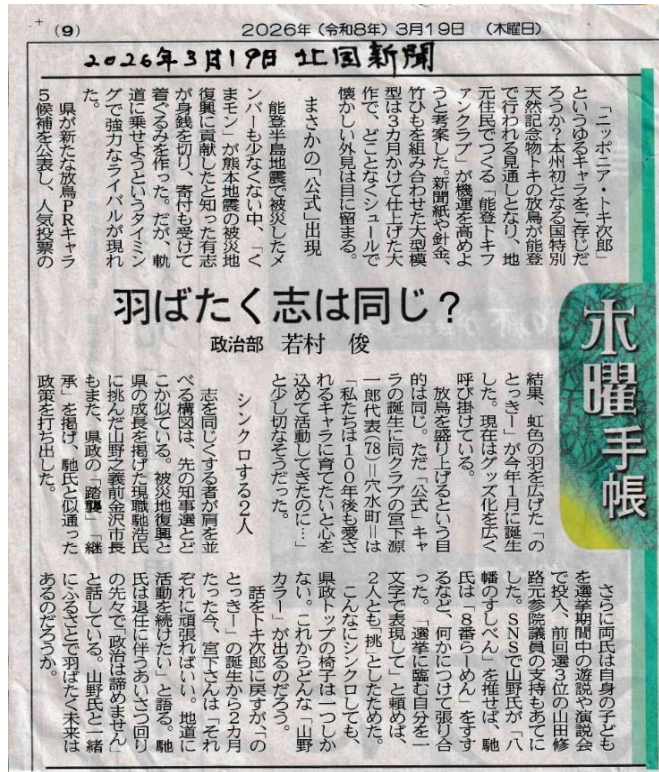 (9)
2026年(令和8年)3月19日 (木曜日)
2026年3月19日 北國新聞
木曜手帳
羽ばたく志は同じ？
政治部 若村 俊
「ニッポニア・トキ次郎」
というゆるキャラをご存じだ
ろうか？本州初となる国特別
天然記念物トキの放鳥が能登
で行われる見通しとなり、地
元住民でつくる「能登トキフ
ァンクラブ」が機運を高めよ
うと考案した。新聞紙や針金、
竹ひもを組み合わせた大型模
型は3カ月かけて仕上げた大
作で、どことなくシュールで
懐かしい外見は目に留まる。
まさかの「公式」出現
能登半島地震で被災したメ
ンバーも少なくない中、「く
まモン」が熊本地震の被災地
復興に貢献したと知った有志
が身銭を切り、寄付も受けて
着ぐるみを作った。だが、軌
道に乗せようというタイミン
グで強力なライバルが現れ
た。
県が新たな放鳥PRキャラ
5候補を公表し、人気投票の
結果、虹色の羽を広げた「の
とっきー」が今年1月に誕生
した。現在はグッズ化を広く
呼び掛けている。
放鳥を盛り上げるという目
的は同じ。ただ「公式」キャ
ラの誕生に同クラブの宮下源
一郎代表(78)＝穴水町＝は
「私たちは100年後も愛さ
れるキャラに育てたいと心を
込めて活動してきたのに…」
と少し切なそうだった。
シンクロする2人
志を同じくする者が肩を並
べる構図は、先の知事選とど
こか似ている。被災地復興と
県の成長を掲げた現職馳浩氏
に挑んだ山野之義前金沢市長
もまた、県政の「踏襲」「継
承」を掲げ、馳氏と似通った
政策を打ち出した。
さらに両氏は自身の子ども
を選挙期間中の遊説や演説会
で投入、前回選3位の山田修
路元参院議員の支持もあてに
した。SNSで山野氏が「八
幡のすしべん」を推せば、馳
氏は「8番らーめん」をすす
るなど、何かにつけて張り合
った。「選挙に臨む自分を一
文字で表現して」と頼めば、
2人とも「挑」としたためた。
こんなにシンクロしても、
県政トップの椅子は一つしか
ない。これからどんな「山野
カラー」が出るのだろう。
話をトキ次郎に戻すが、「の
とっきー」の誕生から2カ月
たった今、宮下さんは「それ
ぞれに頑張ればいい。地道に
活動を続けたい」と語る。馳
氏は退任に伴うあいさつ回り
の先々で「政治は諦めません」
と話している。山野氏と一緒
にふるさとで羽ばたく未来は
あるのだろうか。